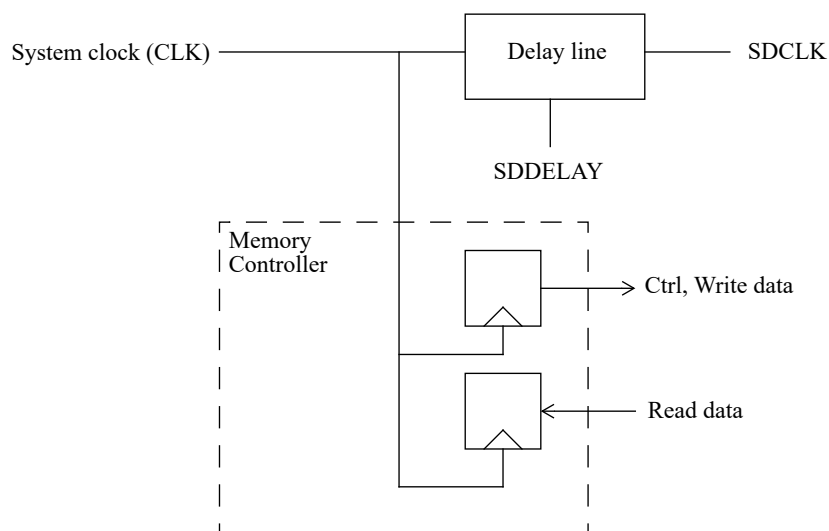 System clock (CLK)
Delay line
SDCLK
SDDELAY
Memory
Controller
Ctrl, Write data
Read data